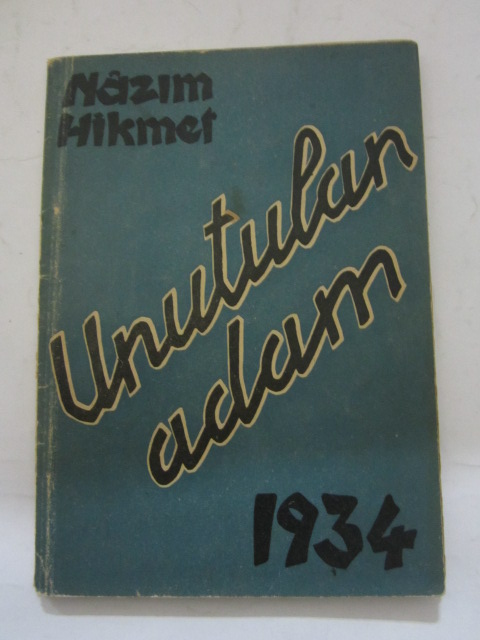 Nâzım
Hikmet
Unutulan
adam
1934